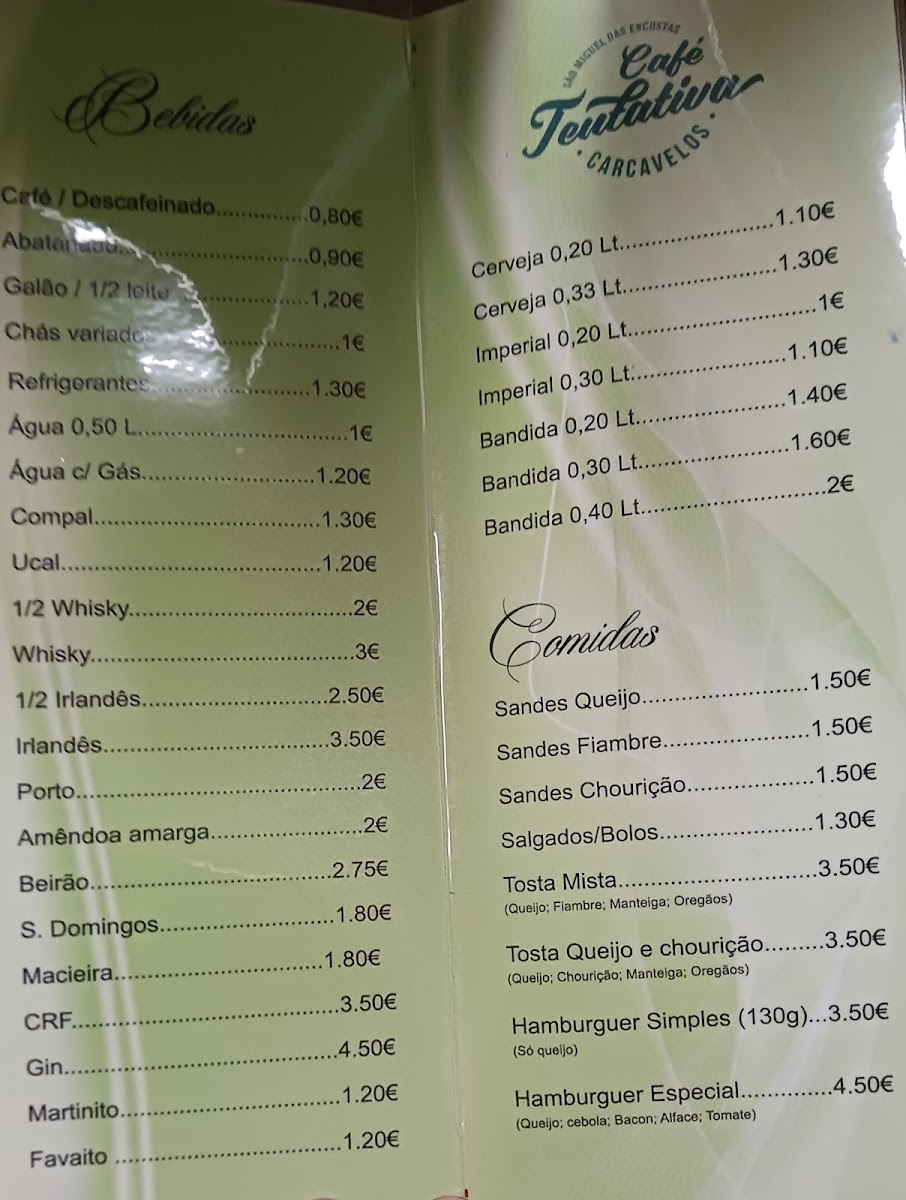 Bebidas
Café / Descafeinado...............0,80€
Abatanado..............................0,90€
Galão / 1/2 leite.......................1,20€
Chás variados..........................1€
Refrigerantes...........................1.30€
Água 0,50 L..................................1€
Água c/ Gás............................1.20€
Compal.....................................1.30€
Ucal..........................................1.20€
1/2 Whisky....................................2€
Whisky...........................................3€
1/2 Irlandês..............................2.50€
Irlandês.....................................3.50€
Porto..............................................2€
Amêndoa amarga.........................2€
Beirão.......................................2.75€
S. Domingos............................1.80€
Macieira..................................1.80€
CRF...........................................3.50€
Gin............................................4.50€
Martinito....................................1.20€
Favaito .....................................1.20€
SÃO MIGUEL DAS ENCOSTAS
Café
Tentativa
· CARCAVELOS ·
Cerveja 0,20 Lt.........................1.10€
Cerveja 0,33 Lt.........................1.30€
Imperial 0,20 Lt..............................1€
Imperial 0,30 Lt.........................1.10€
Bandida 0,20 Lt........................1.40€
Bandida 0,30 Lt........................1.60€
Bandida 0,40 Lt..............................2€
Comidas
Sandes Queijo...........................1.50€
Sandes Fiambre........................1.50€
Sandes Chourição....................1.50€
Salgados/Bolos.........................1.30€
Tosta Mista................................3.50€
(Queijo; Fiambre; Manteiga; Oregãos)
Tosta Queijo e chourição.........3.50€
(Queijo; Chourição; Manteiga; Oregãos)
Hamburguer Simples (130g)...3.50€
(Só queijo)
Hamburguer Especial..............4.50€
(Queijo; cebola; Bacon; Alface; Tomate)